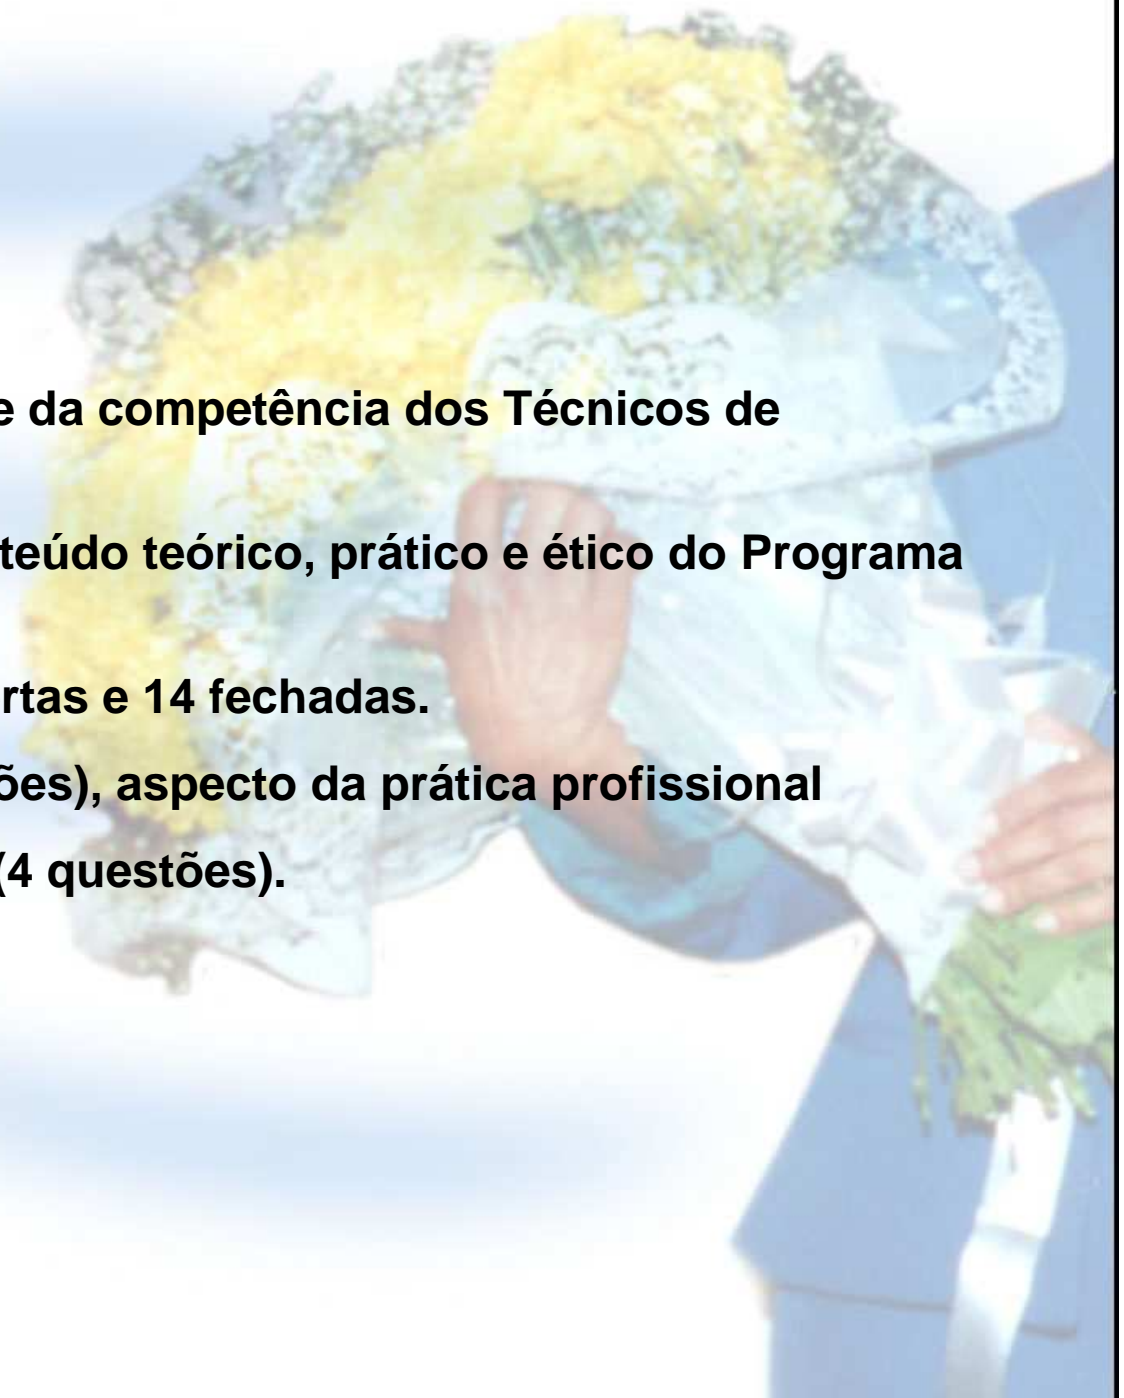 e da competência dos Técnicos de
teúdo teórico, prático e ético do Programa
rtas e 14 fechadas.
ões), aspecto da prática profissional
(4 questões).